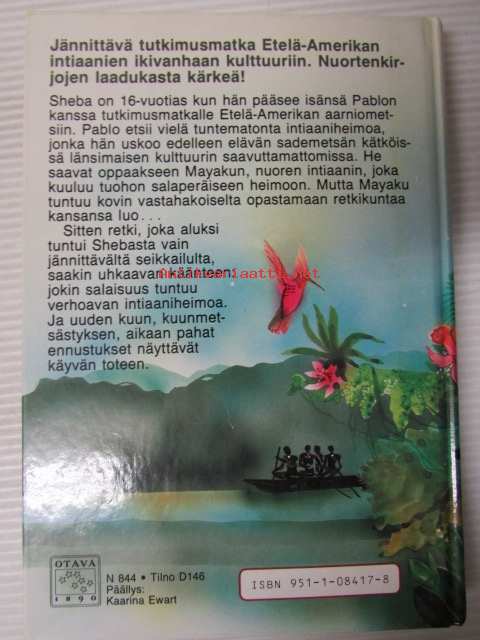 Jännittävä tutkimusmatka Etelä-Amerikan
intiaanien ikivanhaan kulttuuriin. Nuortenkir-
jojen laadukasta kärkeä!
Sheba on 16-vuotias kun hän pääsee isänsä Pablon
kanssa tutkimusmatkalle Etelä-Amerikan aarniomet-
siin. Pablo etsii vielä tuntematonta intiaaniheimoa,
jonka hän uskoo edelleen elävän sademetsän kätköis-
sä länsimaisen kulttuurin saavuttamattomissa. He
saavat oppaakseen Mayakun, nuoren intiaanin, joka
kuuluu tuohon salaperäiseen heimoon. Mutta Mayaku
tuntuu kovin vastahakoiselta opastamaan retkikuntaa
kansansa luo . . .
Sitten retki, joka aluksi
tuntui Shebasta vain
jännittävältä seikkailulta,
saakin uhkaavan käänteen:
jokin salaisuus tuntuu
verhoavan intiaaniheimoa.
Ja uuden kuun, kuunmet-
sästyksen, aikaan pahat
ennustukset näyttävät
käyvän toteen.
OTAVA
1890
N 844 • Tilno D146
Päällys:
Kaarina Ewart
ISBN 951-1-08417-8